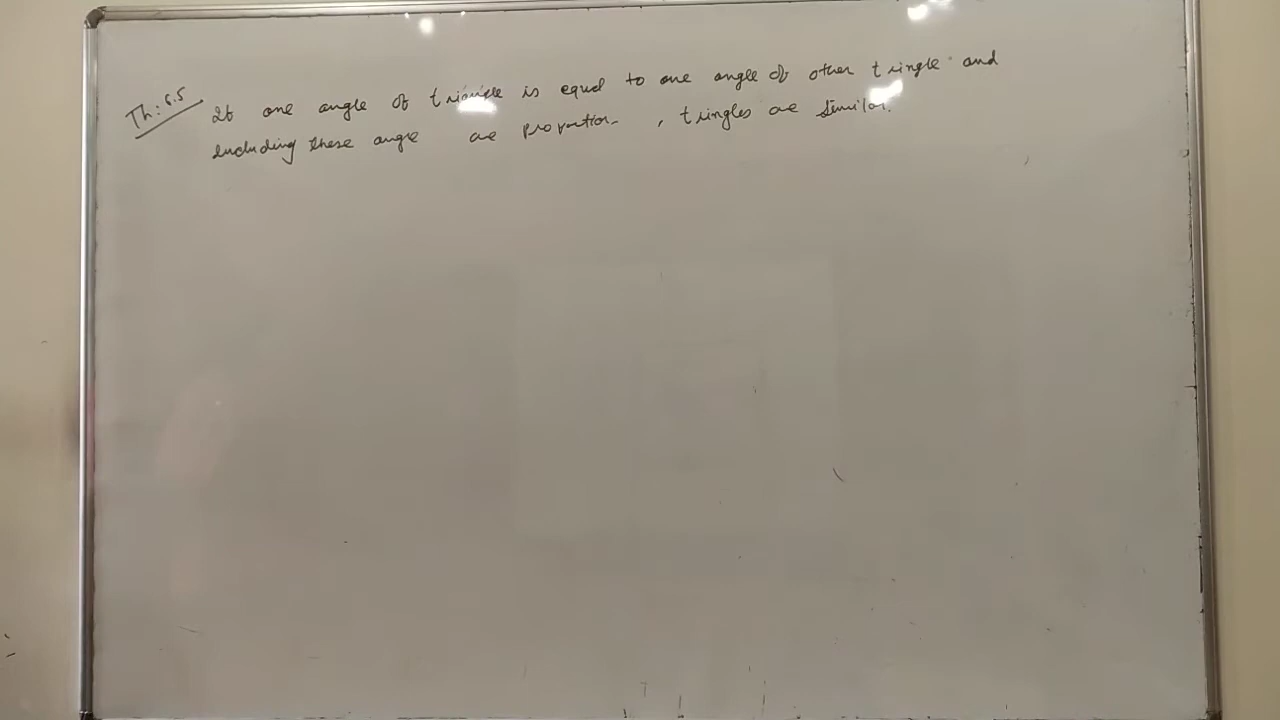 Th: 6.5 If one angle of triangle is equal to one angle of other tringle and
including these angle are proportion , tringles are similar.